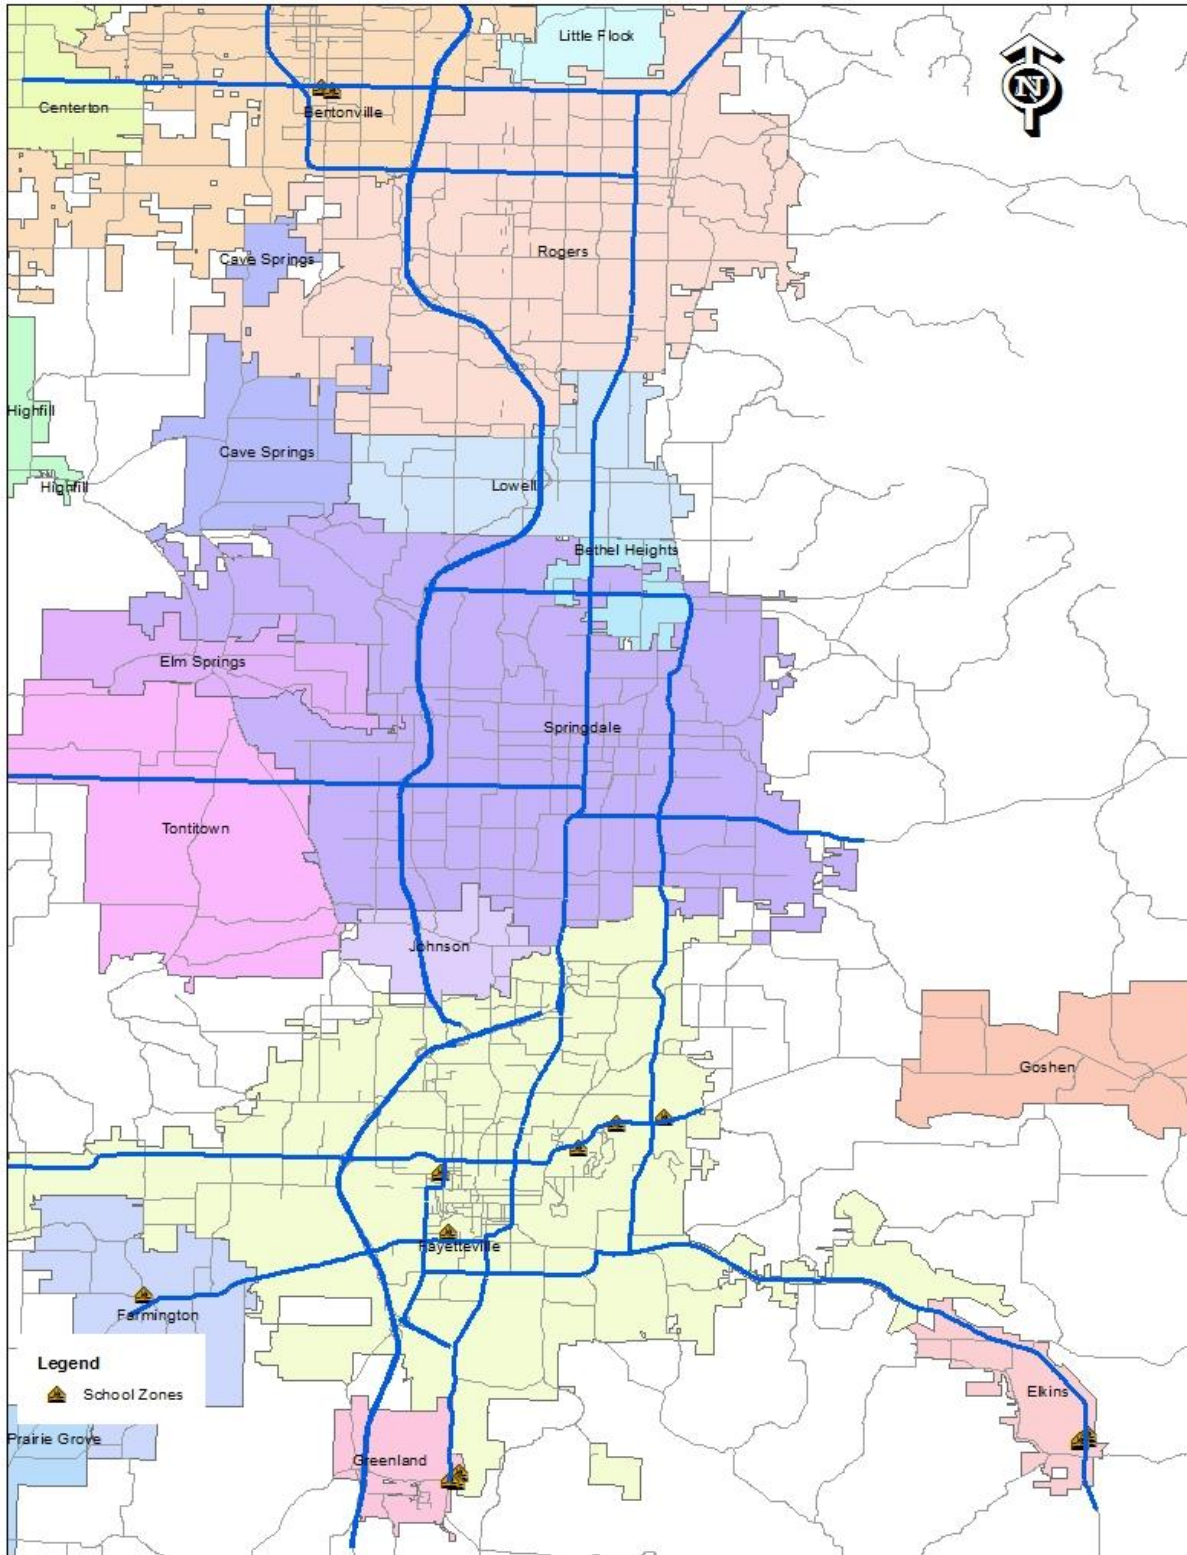 Little Flock
N
Centerton
Bentonville
Rogers
Cave Springs
Highfill
Cave Springs
Highfill
Lowell
Bethel Heights
Elm Springs
Springdale
Tontitown
Johnson
Goshen
Fayetteville
Farmington
Legend
School Zones
Elkins
Prairie Grove
Greenland